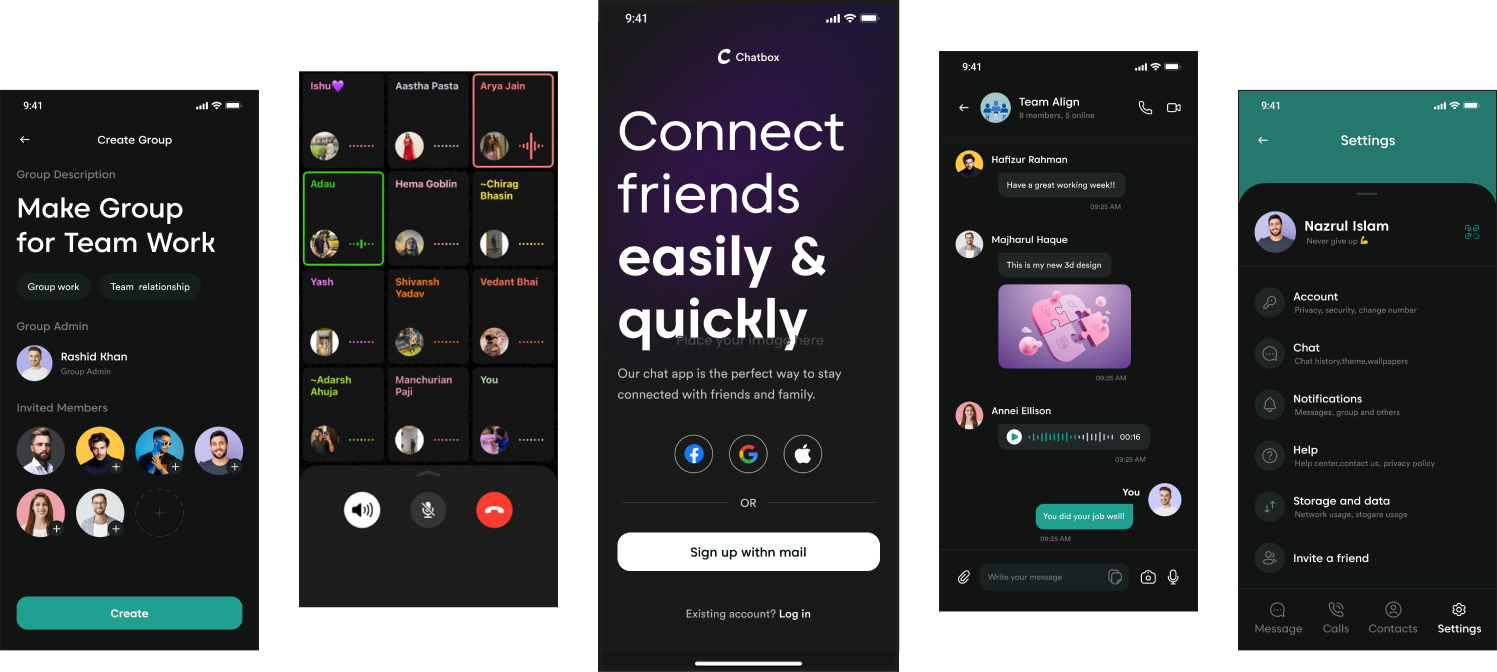 9:41
Create Group
Group Description
Make Group
for Team Work
Group work
Team relationship
Group Admin
Rashid Khan
Group Admin
Invited Members
Create
Ishu💜
Aastha Pasta
Arya Jain
Adau
Hema Goblin
~Chirag
Bhasin
Yash
Shivansh
Yadav
Vedant Bhai
~Adarsh
Ahuja
Manchurian
Paji
You
9:41
Chatbox
Connect
friends
easily &
quickly
Place your image here
Our chat app is the perfect way to stay
connected with friends and family.
OR
Sign up withn mail
Existing account? Log in
9:41
Team Align
8 members, 5 online
Hafizur Rahman
Have a great working week!!
09:25 AM
Majharul Haque
This is my new 3d design
09:25 AM
Annei Ellison
00:16
09:25 AM
You
You did your job well!
09:25 AM
Write your message
9:41
Settings
Nazrul Islam
Never give up 💪
Account
Privacy, security, change number
Chat
Chat history,theme,wallpapers
Notifications
Messages, group and others
Help
Help center,contact us, privacy policy
Storage and data
Network usage, stogare usage
Invite a friend
Message
Calls
Contacts
Settings